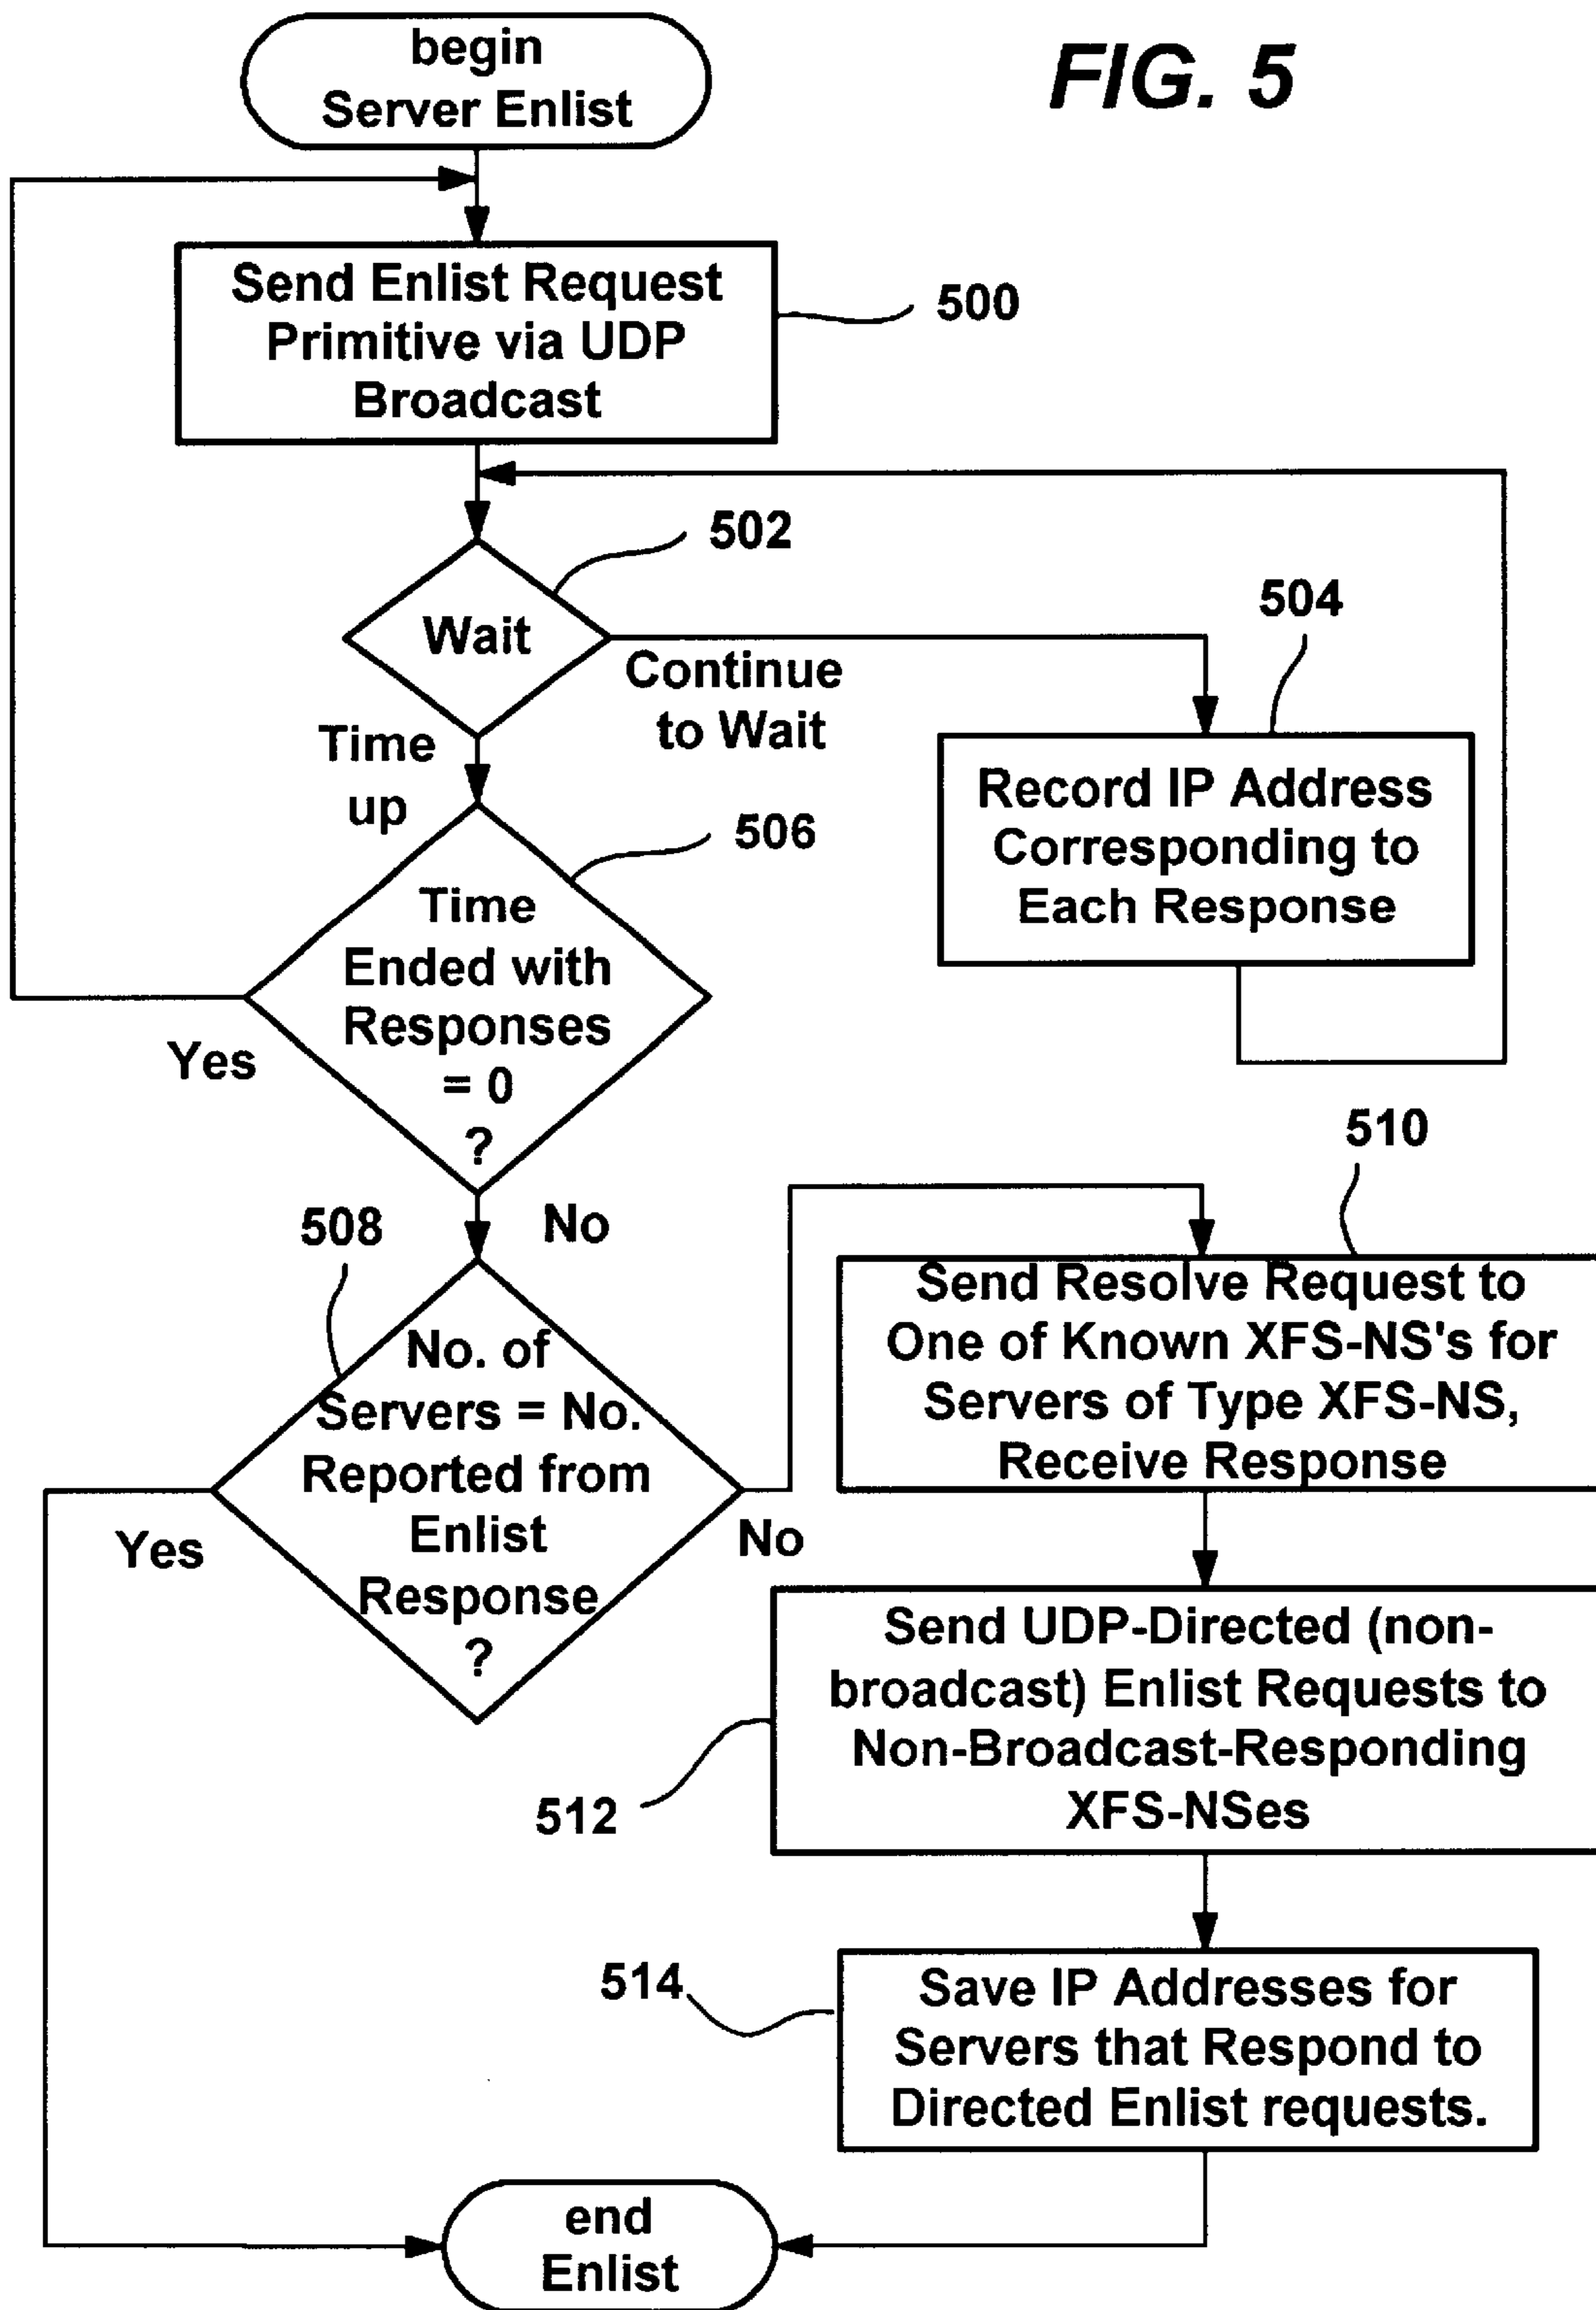 FIG. 5
begin
Server Enlist
Send Enlist Request
Primitive via UDP
Broadcast
500
502
Wait
Continue
to Wait
504
Record IP Address
Corresponding to
Each Response
Time
up
506
Time
Ended with
Responses
= 0
?
Yes
No
508
No. of
Servers = No.
Reported from
Enlist
Response
?
Yes
No
510
Send Resolve Request to
One of Known XFS-NS's for
Servers of Type XFS-NS,
Receive Response
Send UDP-Directed (non-
broadcast) Enlist Requests to
Non-Broadcast-Responding
XFS-NSes
512
514
Save IP Addresses for
Servers that Respond to
Directed Enlist requests.
end
Enlist